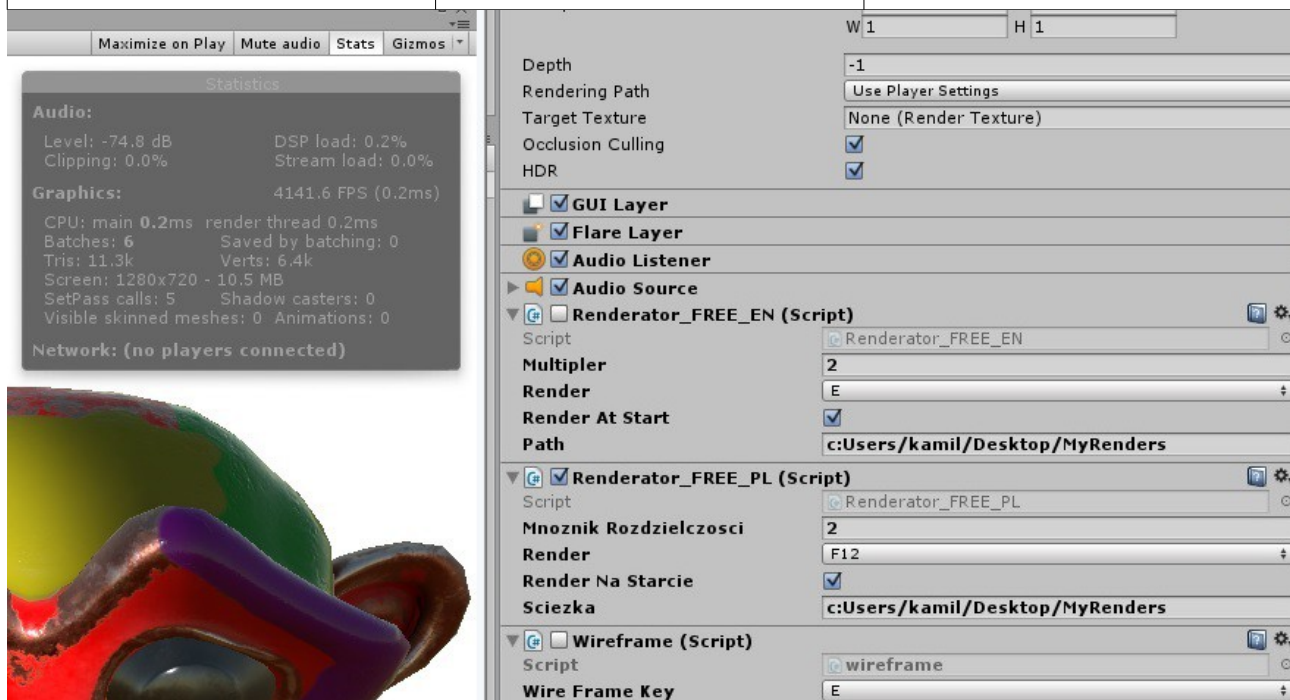 Maximize on Play Mute audio Stats Gizmos
Statistics
Audio:
Level: -74.8 dB DSP load: 0.2%
Clipping: 0.0% Stream load: 0.0%
Graphics: 4141.6 FPS (0.2ms)
CPU: main 0.2ms render thread 0.2ms
Batches: 6 Saved by batching: 0
Tris: 11.3k Verts: 6.4k
Screen: 1280x720 - 10.5 MB
SetPass calls: 5 Shadow casters: 0
Visible skinned meshes: 0 Animations: 0
Network: (no players connected)
W 1 H 1
Depth -1
Rendering Path Use Player Settings
Target Texture None (Render Texture)
Occlusion Culling
HDR
GUI Layer
Flare Layer
Audio Listener
Audio Source
Renderator_FREE_EN (Script)
Script Renderator_FREE_EN
Multipler 2
Render E
Render At Start
Path c:Users/kamil/Desktop/MyRenders
Renderator_FREE_PL (Script)
Script Renderator_FREE_PL
Mnoznik Rozdzielczosci 2
Render F12
Render Na Starcie
Sciezka c:Users/kamil/Desktop/MyRenders
Wireframe (Script)
Script wireframe
Wire Frame Key E